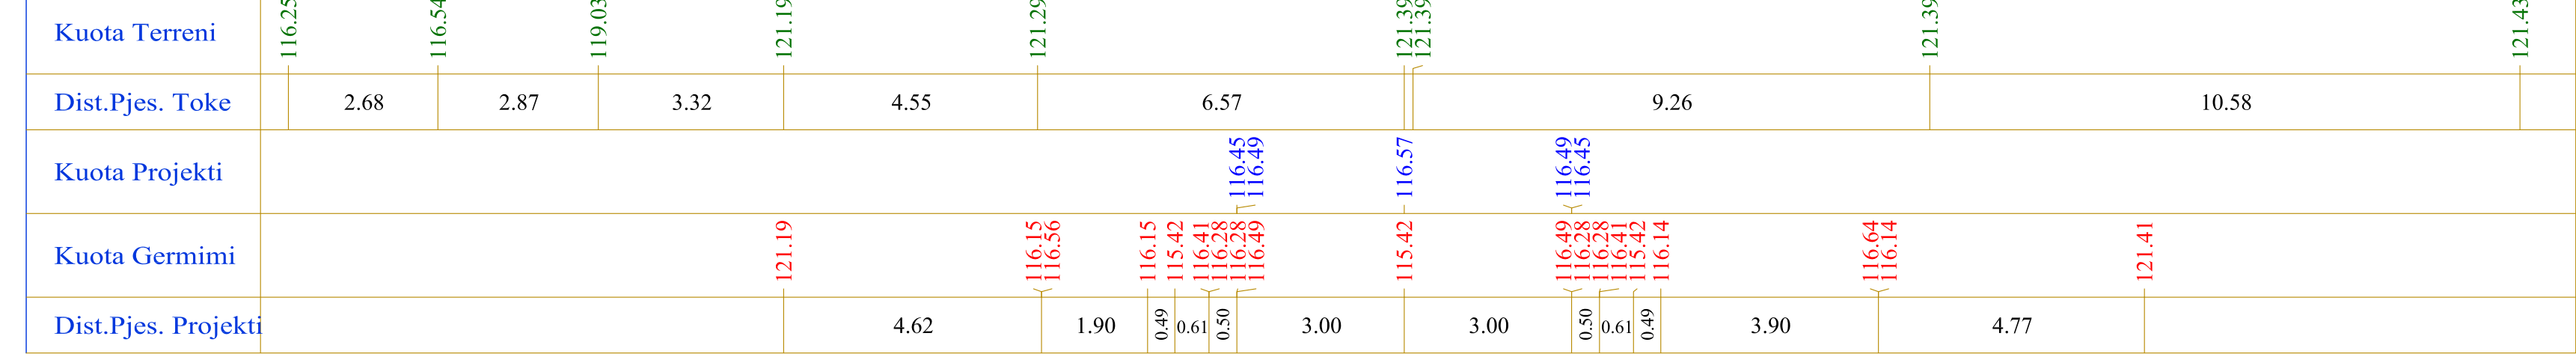 Kuota Terreni 116.25 116.54 119.03 121.19 121.29 121.39 121.39 121.39 121.43
Dist.Pjes. Toke 2.68 2.87 3.32 4.55 6.57 9.26 10.58
Kuota Projekti 116.45 116.49 116.57 116.49 116.45
Kuota Germimi 121.19 116.15 116.56 116.15 115.42 116.41 116.28 116.28 116.49 115.42 116.49 116.28 116.28 116.41 115.42 116.14 116.64 116.14 121.41
Dist.Pjes. Projekti 4.62 1.90 0.49 0.61 0.50 3.00 3.00 0.50 0.61 0.49 3.90 4.77